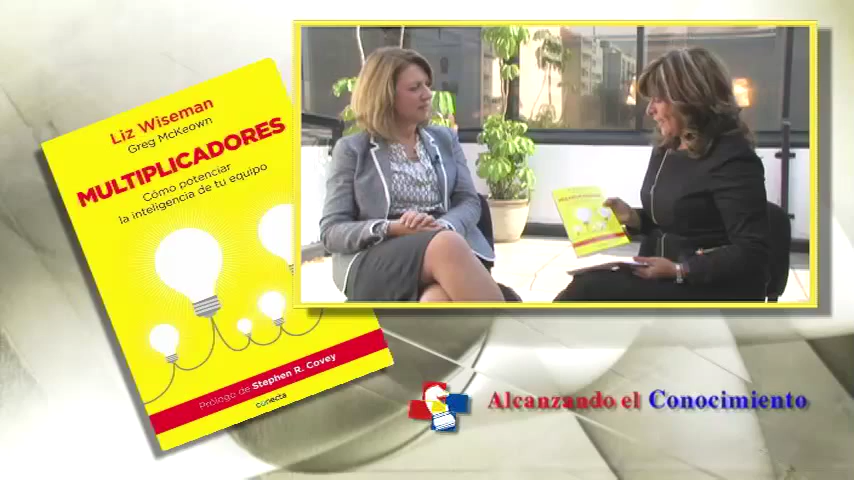 Liz Wiseman
Greg McKeown
MULTIPLICADORES
Cómo potenciar
la inteligencia de tu equipo
Prólogo de Stephen R. Covey
conecta
MULTIPLICADORES
Alcanzando el Conocimiento